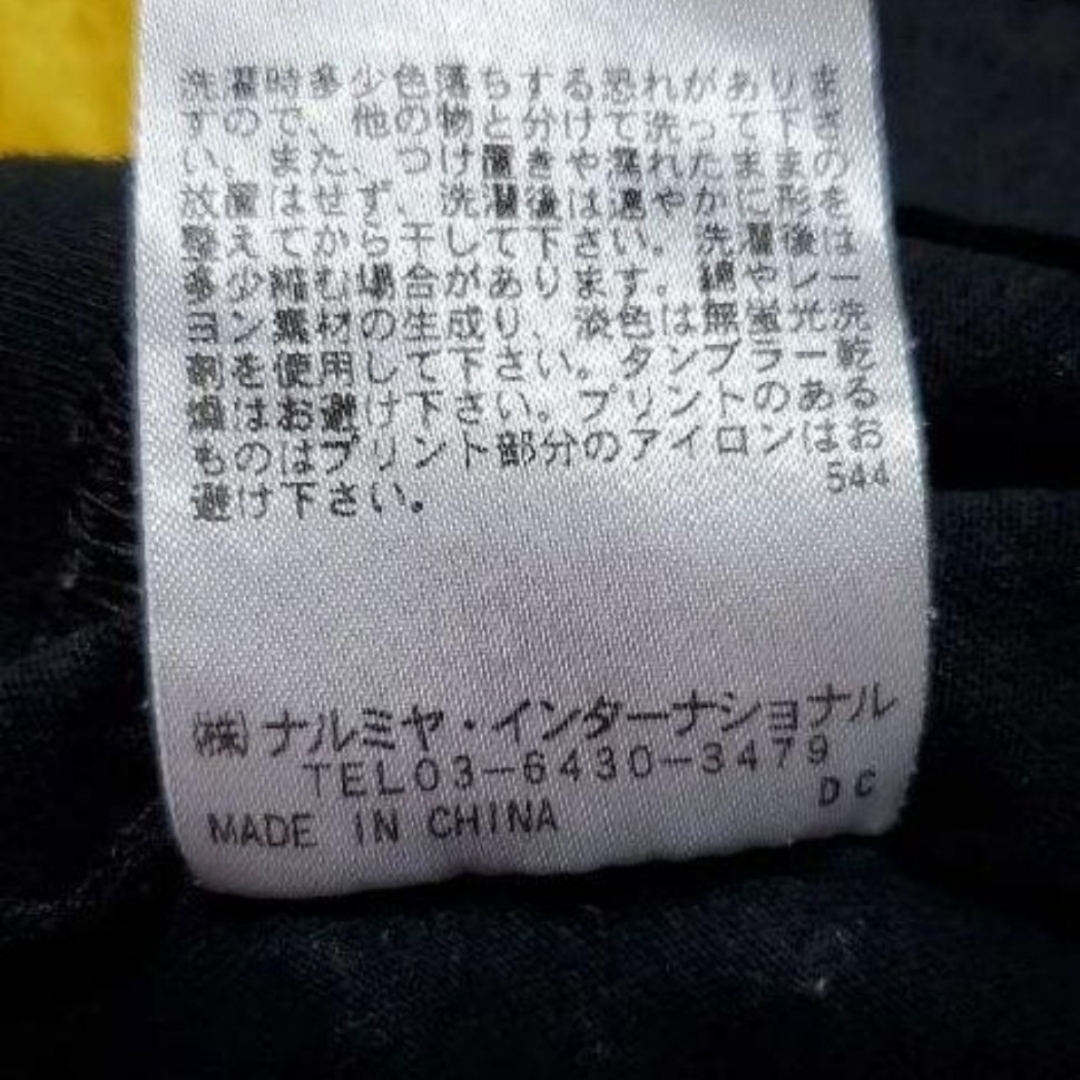 洗濯時多少色落ちする恐れがありま
すので、他の物と分けて洗って下さ
い。また、つけ置きや濡れたままの
放置はせず、洗濯後は速やかに形を
整えてから干して下さい。洗濯後は
多少縮む場合があります。綿やレー
ヨン素材の生成り、淡色は無蛍光洗
剤を使用して下さい。タンブラー乾
燥はお避け下さい。プリントのある
ものはプリント部分のアイロンはお
避け下さい。
544
㈱ナルミヤ・インターナショナル
TEL03-6430-3479
DC
MADE IN CHINA